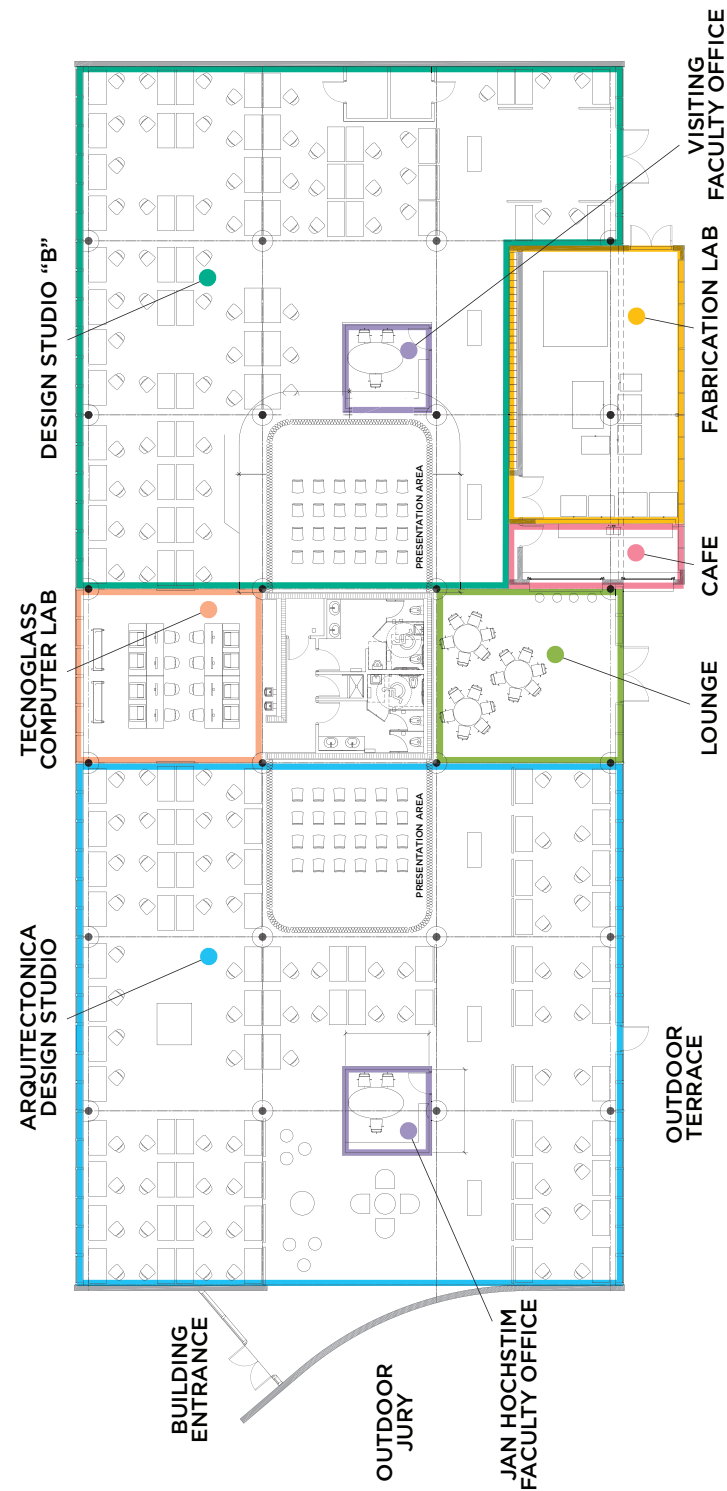 BUILDING
ENTRANCE
ARQUITECTONICA
DESIGN STUDIO
TECNOGLASS
COMPUTER LAB
DESIGN STUDIO “B”
PRESENTATION AREA
PRESENTATION AREA
OUTDOOR
JURY
JAN HOCHSTIM
FACULTY OFFICE
OUTDOOR
TERRACE
LOUNGE
CAFE
FABRICATION LAB
VISITING
FACULTY OFFICE